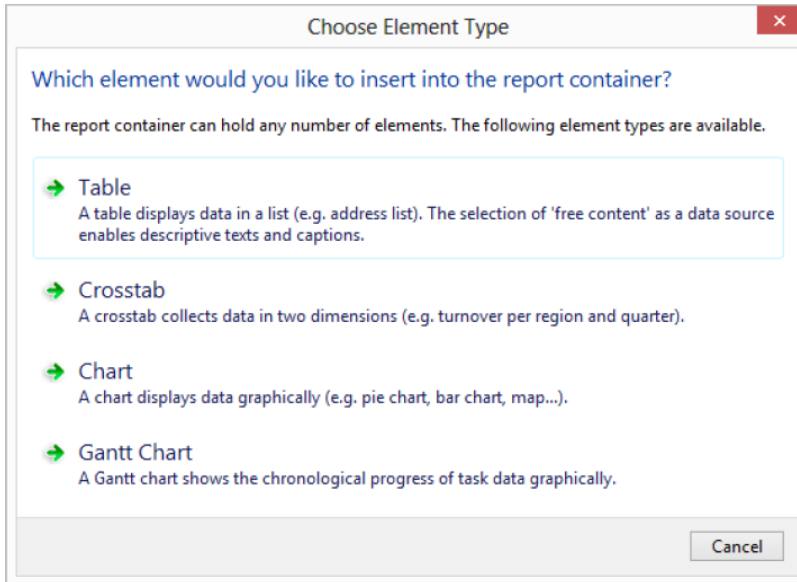 Choose Element Type
Which element would you like to insert into the report container?
The report container can hold any number of elements. The following element types are available.
Table
A table displays data in a list (e.g. address list). The selection of 'free content' as a data source
enables descriptive texts and captions.
Crosstab
A crosstab collects data in two dimensions (e.g. turnover per region and quarter).
Chart
A chart displays data graphically (e.g. pie chart, bar chart, map...).
Gantt Chart
A Gantt chart shows the chronological progress of task data graphically.
Cancel